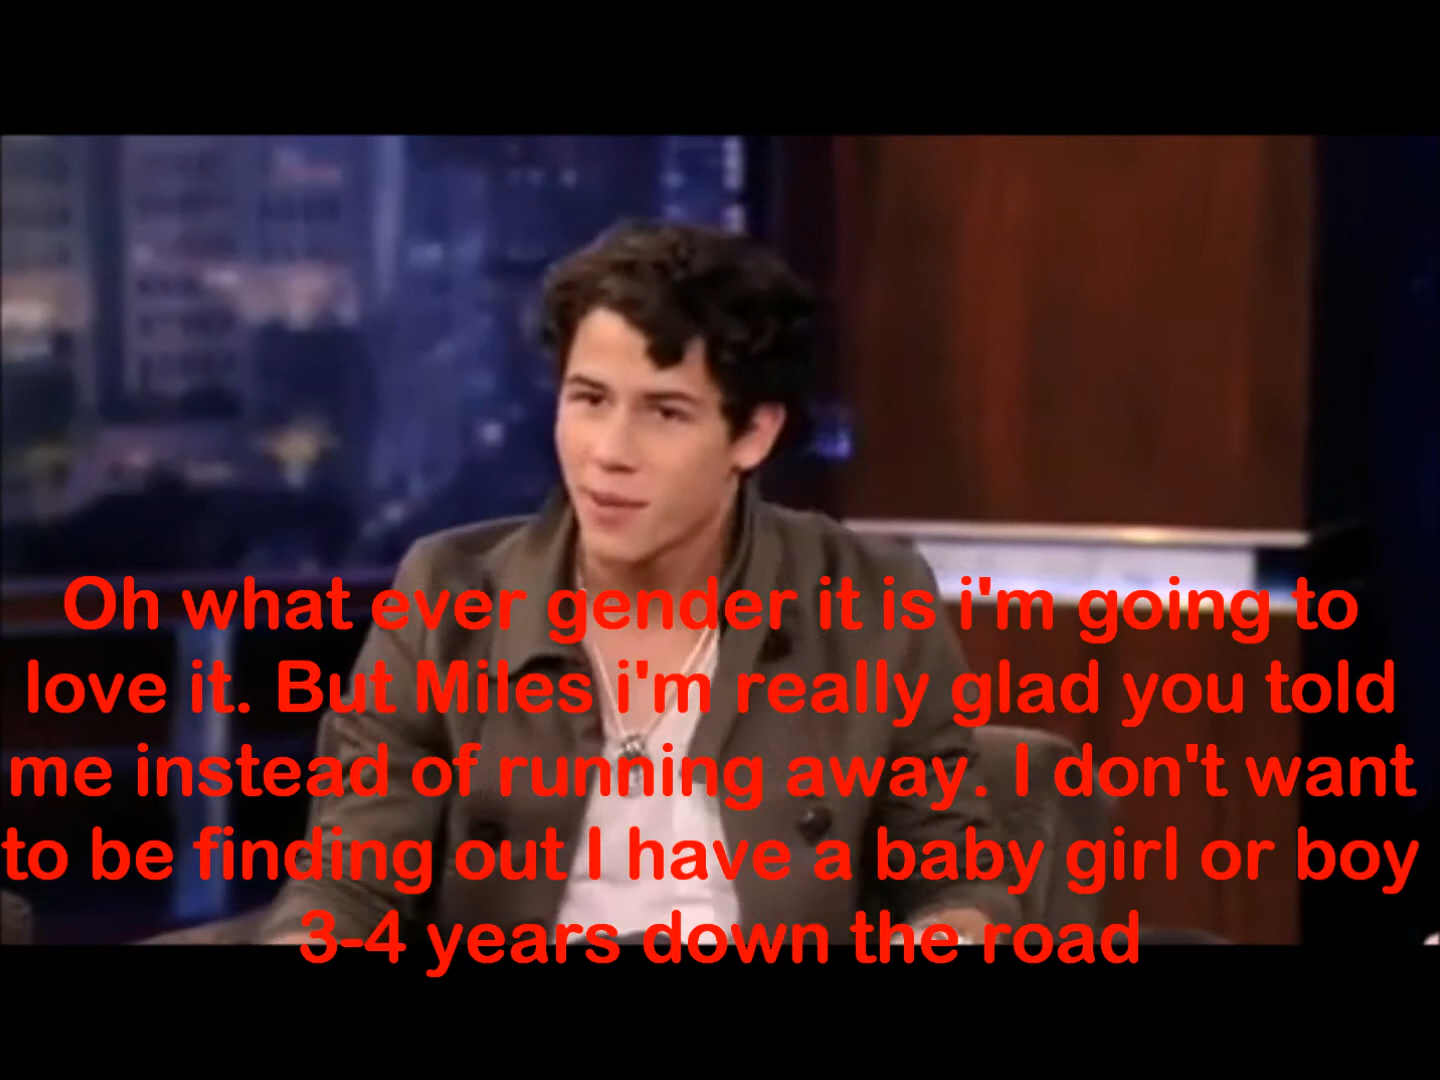 Oh what ever gender it is i'm going to
love it. But Miles i'm really glad you told
me instead of running away. I don't want
to be finding out I have a baby girl or boy
3-4 years down the road